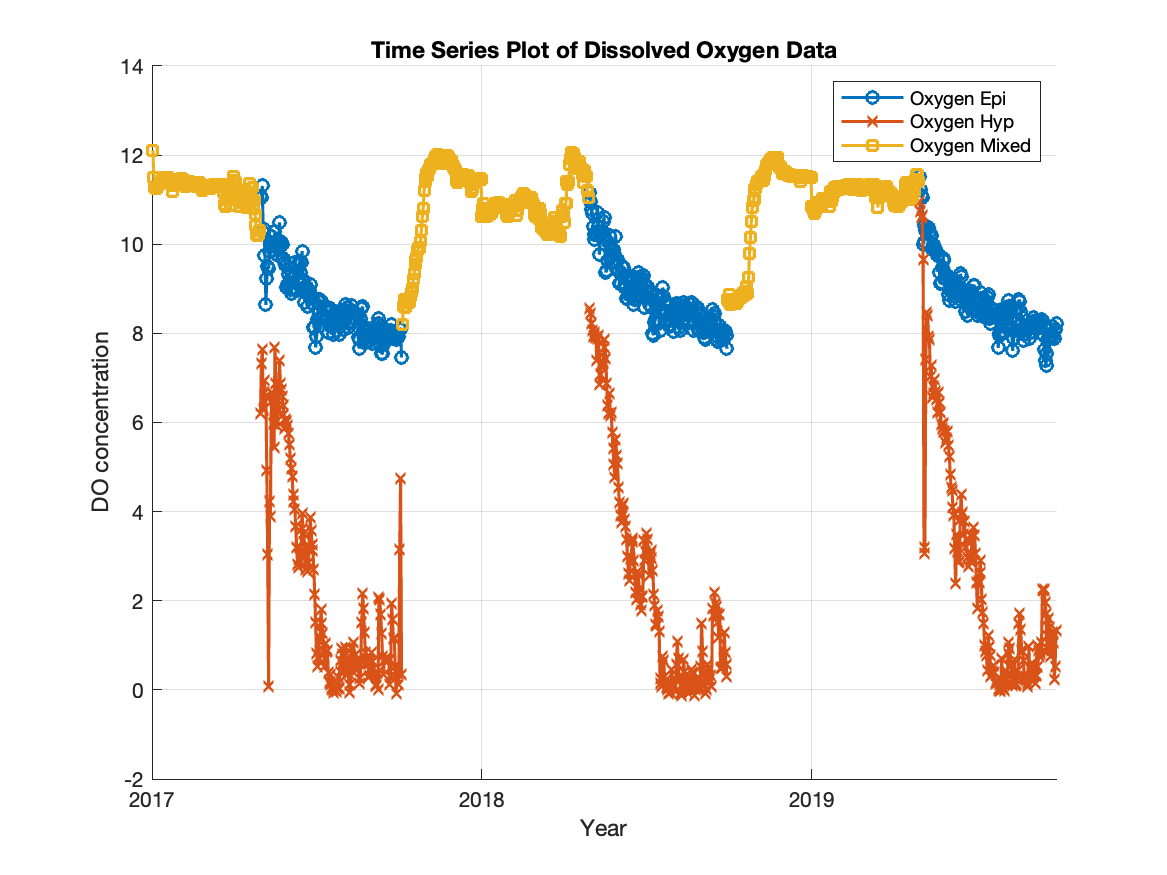 Time Series Plot of Dissolved Oxygen Data
14
12
10
8
6
4
2
0
-2
DO concentration
Oxygen Epi
Oxygen Hyp
Oxygen Mixed
2017
2018
2019
Year